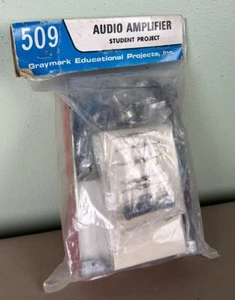 509
AUDIO AMPLIFIER
STUDENT PROJECT
Graymark Educational Projects, Inc.